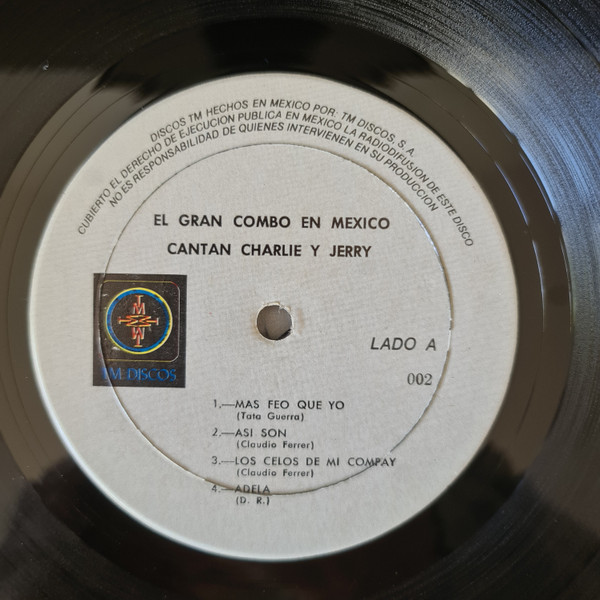 DISCOS TM HECHOS EN MEXICO POR: TM DISCOS, S.A.
CUBIERTO EL DERECHO DE EJECUCION PUBLICA EN MEXICO LA RADIODIFUSION DE ESTE DISCO
NO ES RESPONSABILIDAD DE QUIENES INTERVIENEN EN SU PRODUCCION
EL GRAN COMBO EN MEXICO
CANTAN CHARLIE Y JERRY
TM DISCOS
LADO A
002
1.—MAS FEO QUE YO
(Tata Guerra)
2.—ASI SON
(Claudio Ferrer)
3.—LOS CELOS DE MI COMPAY
(Claudio Ferrer)
4.—ADELA
(D. R.)